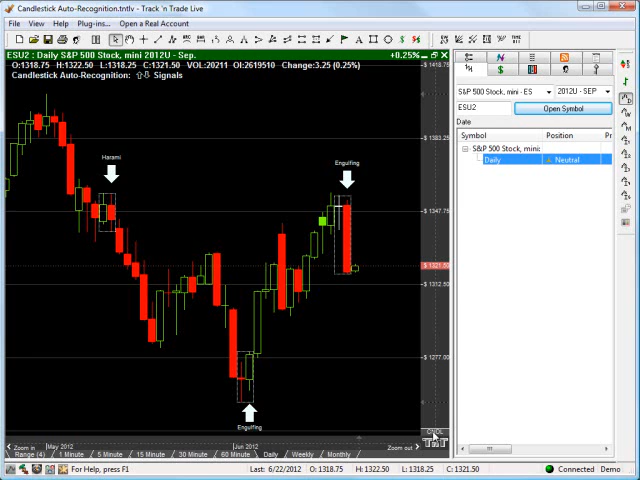 Candlestick Auto-Recognition.tntlv - Track 'n Trade Live
File View Plug-ins... Open a Real Account
ESU2 : Daily S&P 500 Stock, mini 2012U - Sep. +0.25%
O:1318.75 H:1322.50 L:1318.25 C:1321.50 VOL:20211 OI:2619510 Change:3.25 (0.25%)
Candlestick Auto-Recognition: ⇧⇩ Signals
$ 1418.75
$ 1383.25
$ 1347.75
$ 1321.50
$ 1312.50
$ 1277.00
Harami
Engulfing
Engulfing
Zoom in May 2012 Jun 2012 Zoom out
Range (4) 1 Minute 5 Minute 15 Minute 30 Minute 60 Minute Daily Weekly Monthly
S&P 500 Stock, mini - ES 2012U - SEP
ESU2 Open Symbol
Date
Symbol Position Pr
S&P 500 Stock, mini:
Daily Neutral
For Help, press F1 Last: 6/22/2012 O: 1318.75 H: 1322.50 L: 1318.25 C: 1321.50 Connected Demo